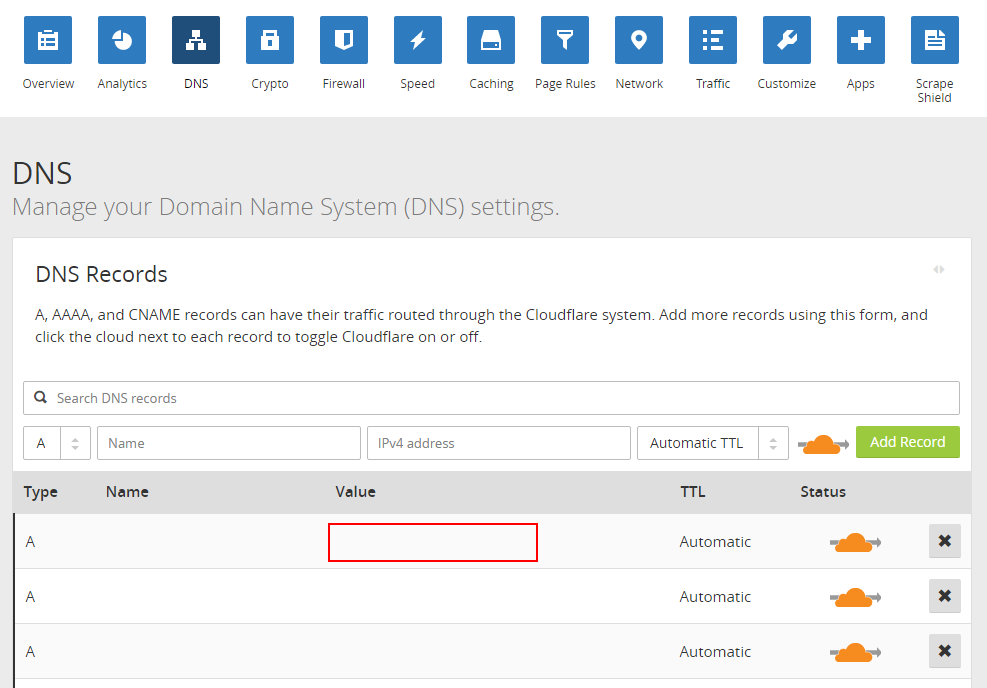 Overview Analytics DNS Crypto Firewall Speed Caching Page Rules Network Traffic Customize Apps Scrape
Shield
DNS
Manage your Domain Name System (DNS) settings.
DNS Records
A, AAAA, and CNAME records can have their traffic routed through the Cloudflare system. Add more records using this form, and
click the cloud next to each record to toggle Cloudflare on or off.
Search DNS records
A Name IPv4 address Automatic TTL Add Record
Type Name Value TTL Status
A Automatic
A Automatic
A Automatic